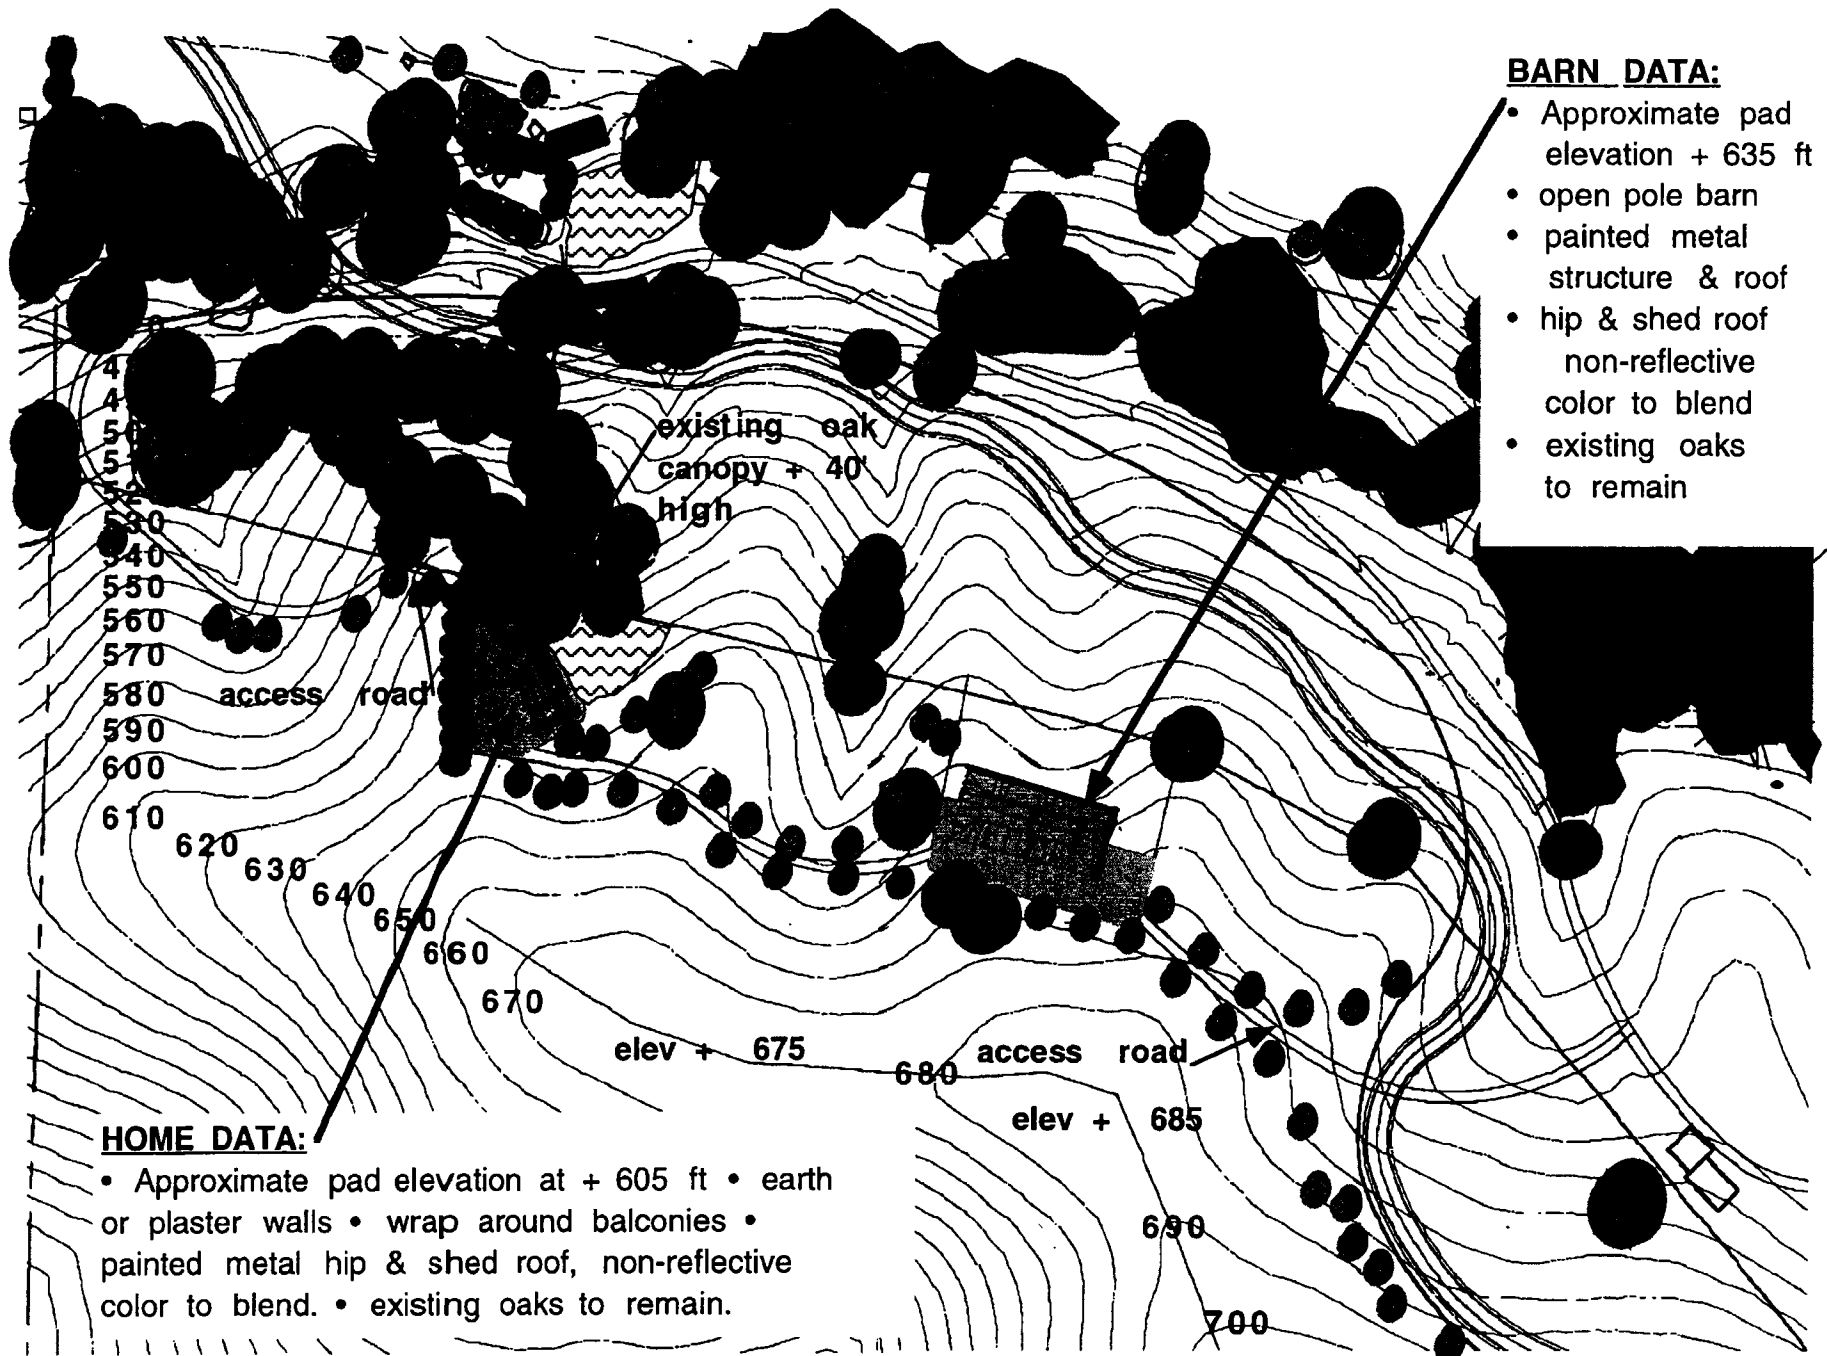 BARN DATA:
• Approximate pad
elevation + 635 ft
• open pole barn
• painted metal
structure & roof
• hip & shed roof
non-reflective
color to blend
• existing oaks
to remain
existing oak
canopy + 40'
high
530
540
550
560
570
580
access road
590
600
610
620
630
640
650
660
670
elev + 675
680
access road
elev + 685
690
700
HOME DATA:
• Approximate pad elevation at + 605 ft • earth
or plaster walls • wrap around balconies •
painted metal hip & shed roof, non-reflective
color to blend. • existing oaks to remain.